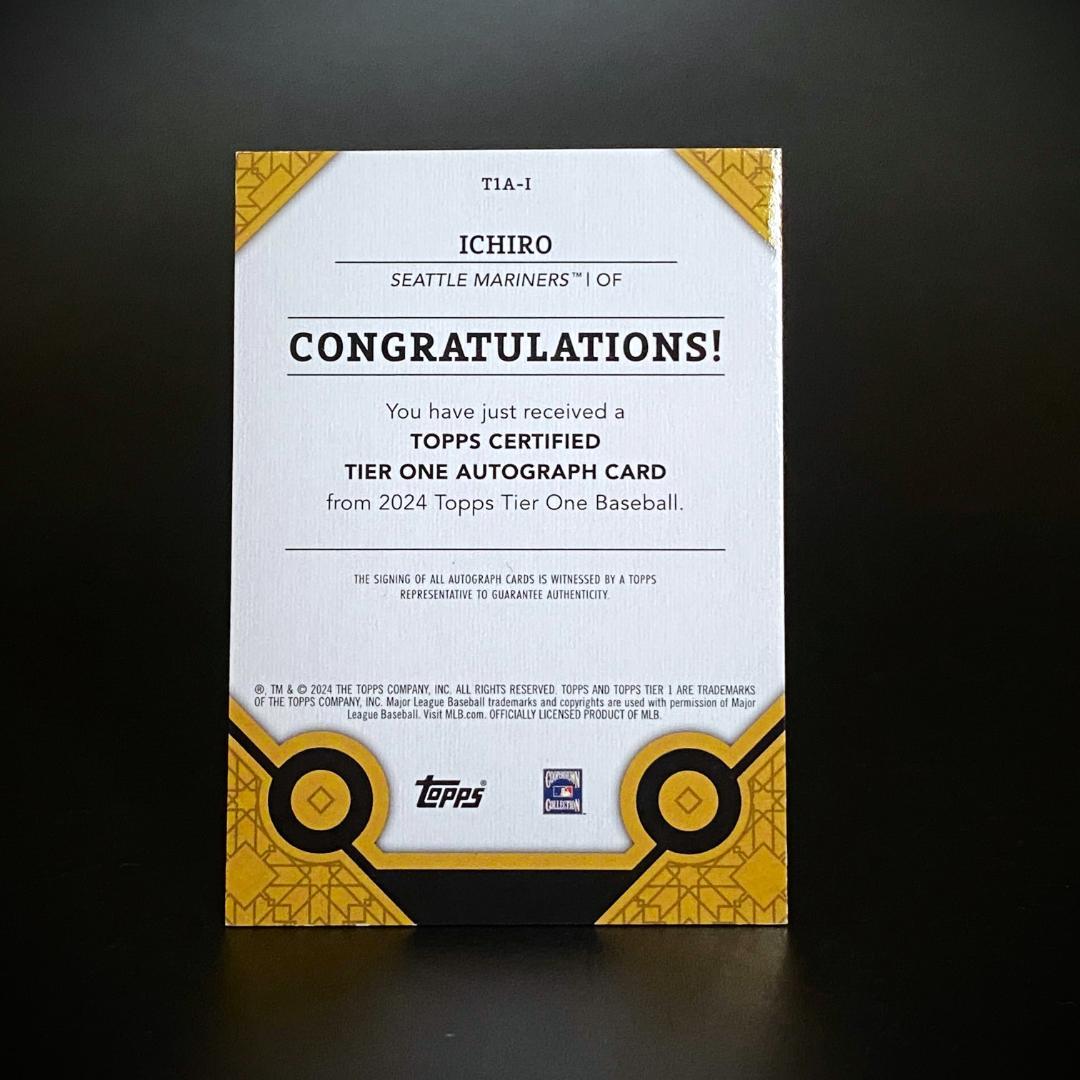 T1A-I
ICHIRO
SEATTLE MARINERS™ | OF
CONGRATULATIONS!
You have just received a
TOPPS CERTIFIED
TIER ONE AUTOGRAPH CARD
from 2024 Topps Tier One Baseball.
THE SIGNING OF ALL AUTOGRAPH CARDS IS WITNESSED BY A TOPPS
REPRESENTATIVE TO GUARANTEE AUTHENTICITY.
®, TM & © 2024 THE TOPPS COMPANY, INC. ALL RIGHTS RESERVED. TOPPS AND TOPPS TIER 1 ARE TRADEMARKS
OF THE TOPPS COMPANY, INC. Major League Baseball trademarks and copyrights are used with permission of Major
League Baseball. Visit MLB.com. OFFICIALLY LICENSED PRODUCT OF MLB.
Topps®
COOPERSTOWN
COLLECTION™